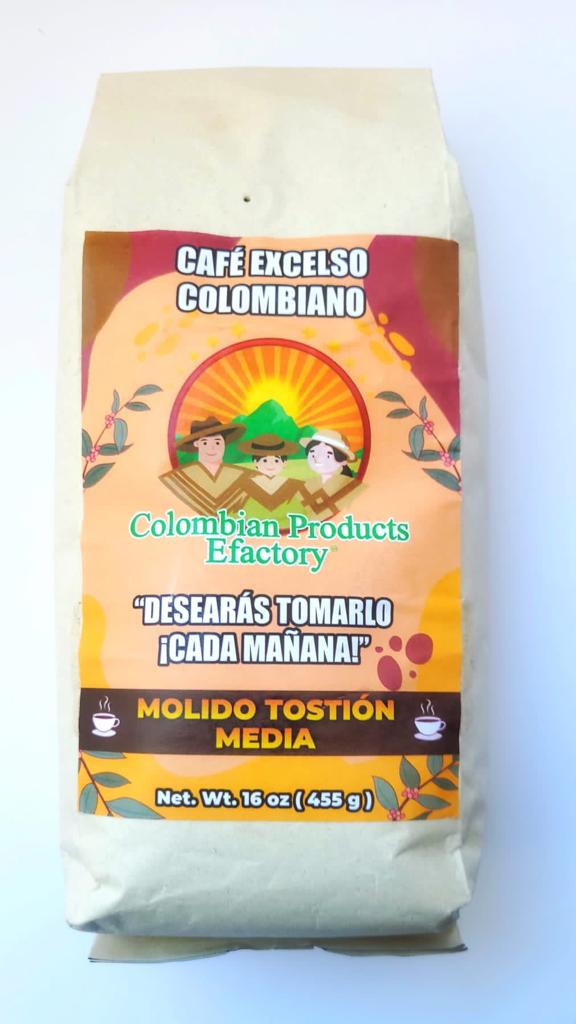 CAFÉ EXCELSO
COLOMBIANO
Colombian Products
Efactory
“DESEARÁS TOMARLO
¡CADA MAÑANA!”
MOLIDO TOSTIÓN
MEDIA
Net. Wt. 16 oz ( 455 g )